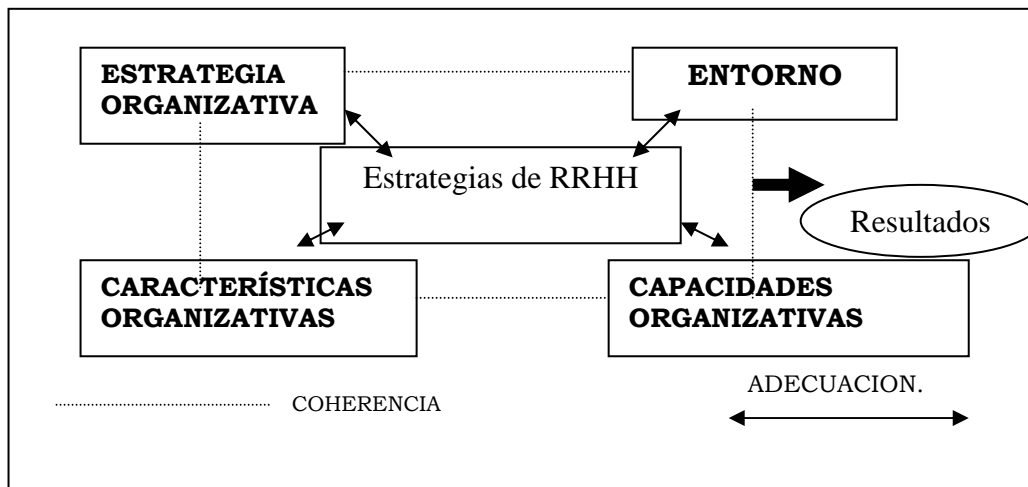 ESTRATEGIA
ORGANIZATIVA
ENTORNO
Estrategias de RRHH
Resultados
CARACTERÍSTICAS
ORGANIZATIVAS
CAPACIDADES
ORGANIZATIVAS
ADECUACION.
COHERENCIA